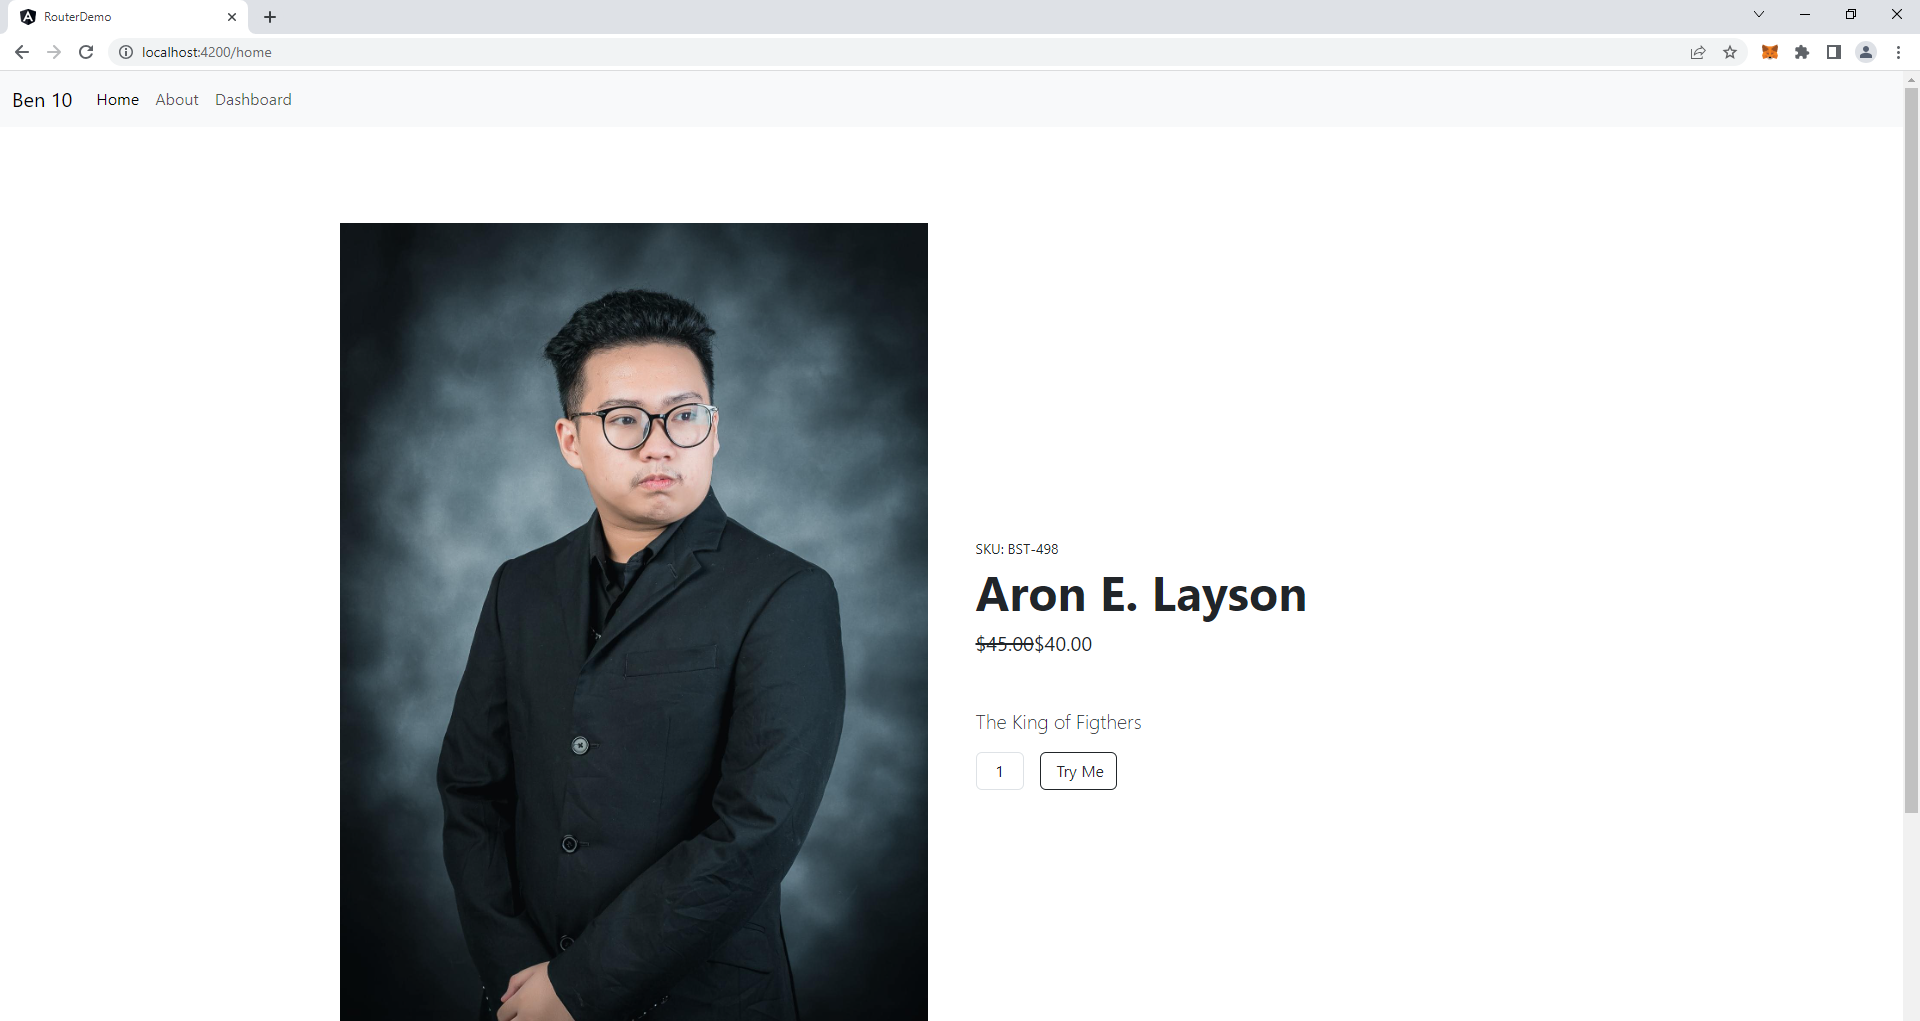 RouterDemo
localhost:4200/home
Ben 10 Home About Dashboard
SKU: BST-498
Aron E. Layson
$45.00$40.00
The King of Figthers
1 Try Me